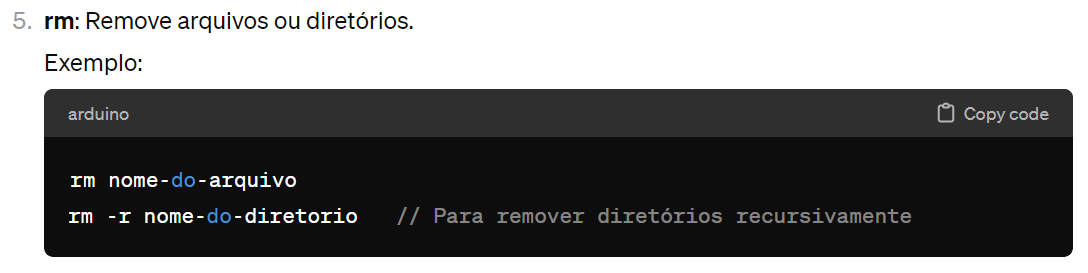 5. rm: Remove arquivos ou diretórios.
Exemplo:
arduino Copy code
rm nome-do-arquivo
rm -r nome-do-diretorio   // Para remover diretórios recursivamente